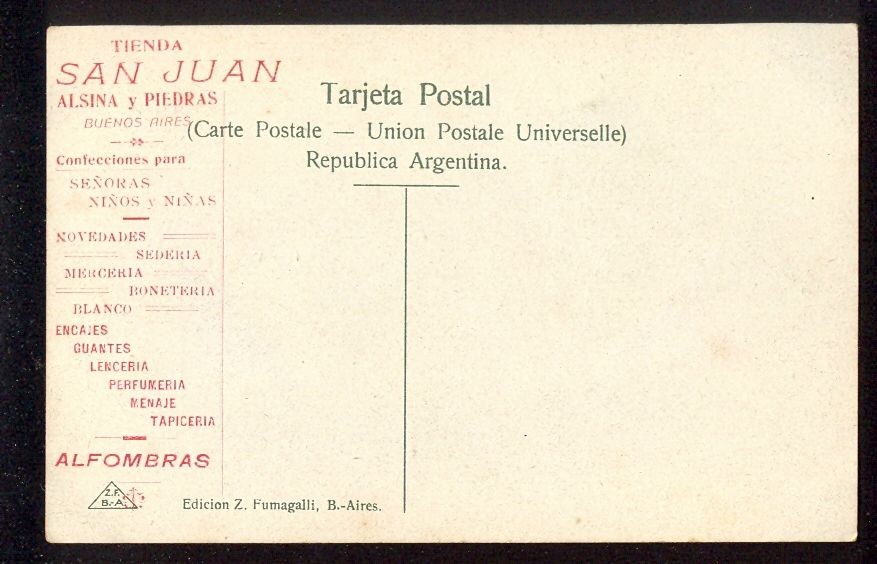 TIENDA
SAN JUAN
ALSINA y PIEDRAS
BUENOS AIRES
Confecciones para
SEÑORAS
NIÑOS y NIÑAS
NOVEDADES
SEDERIA
MERCERIA
BONETERIA
BLANCO
ENCAJES
GUANTES
LENCERIA
PERFUMERIA
MENAJE
TAPICERIA
ALFOMBRAS
Z.F.
B.-A.
Tarjeta Postal
(Carte Postale — Union Postale Universelle)
Republica Argentina.
Edicion Z. Fumagalli, B.-Aires.